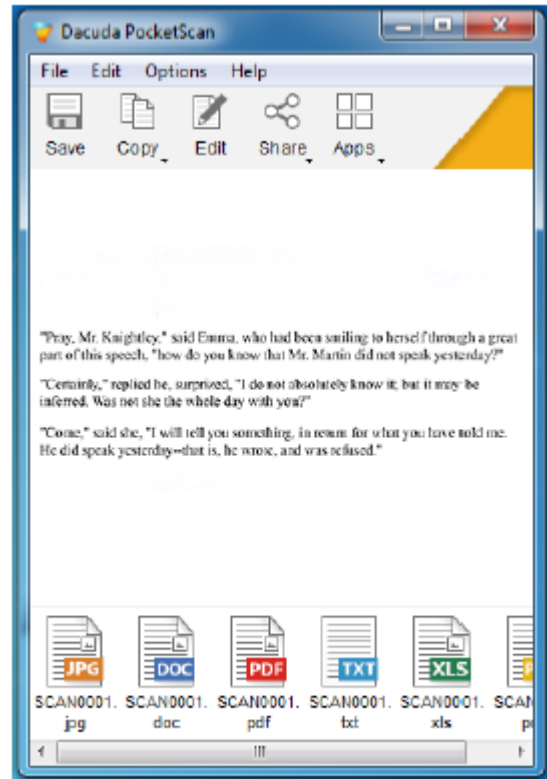 Dacuda PocketScan
File Edit Options Help
Save Copy Edit Share Apps
"Pray, Mr. Knightley," said Emma, who had been smiling to herself through a great
part of this speech, "how do you know that Mr. Martin did not speak yesterday?"
"Certainly," replied he, surprized, "I do not absolutely know it; but it may be
inferred. Was not she the whole day with you?"
"Come," said she, "I will tell you something, in return for what you have told me.
He did speak yesterday--that is, he wrote, and was refused."
JPG DOC PDF TXT XLS P
SCAN0001. SCAN0001. SCAN0001. SCAN0001. SCAN0001. SCAN
jpg doc pdf txt xls p